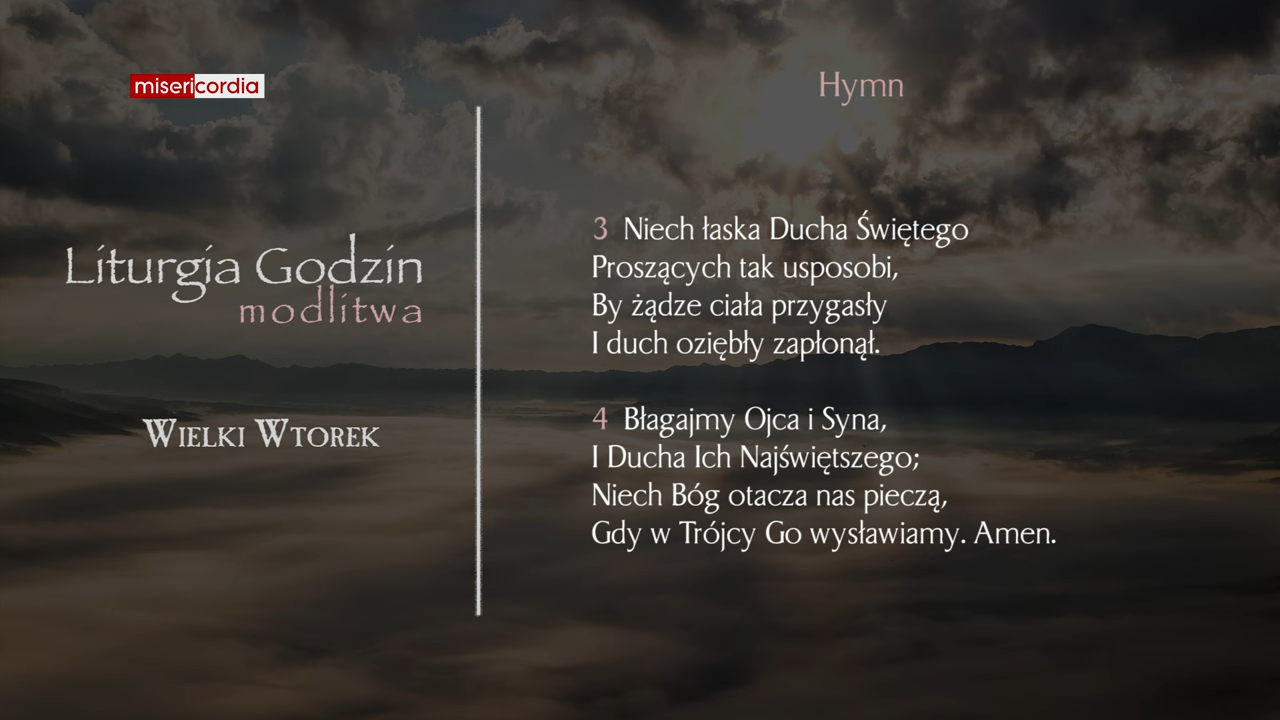 misericordia
Liturgia Godzin
modlitwa
Wielki Wtorek
Hymn
3 Niech łaska Ducha Świętego
Proszących tak usposobi,
By żądze ciała przygasły
I duch oziębły zapłonął.
4 Błagajmy Ojca i Syna,
I Ducha Ich Najświętszego;
Niech Bóg otacza nas pieczą,
Gdy w Trójcy Go wysławiamy. Amen.